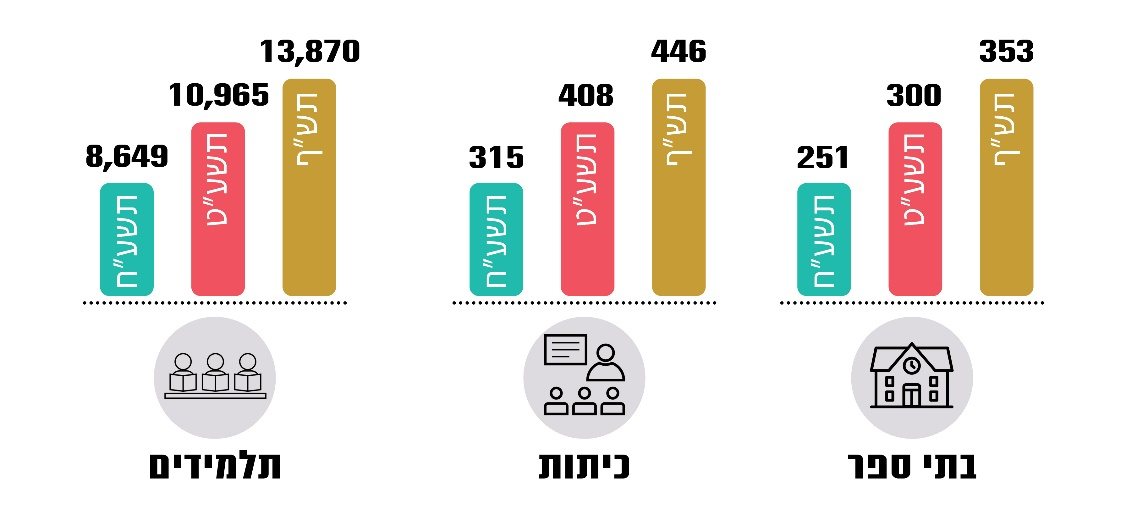 353
300
251
תש״ף
תשע״ט
תשע״ח
בתי ספר
446
408
315
תש״ף
תשע״ט
תשע״ח
כיתות
13,870
10,965
8,649
תש״ף
תשע״ט
תשע״ח
תלמידים